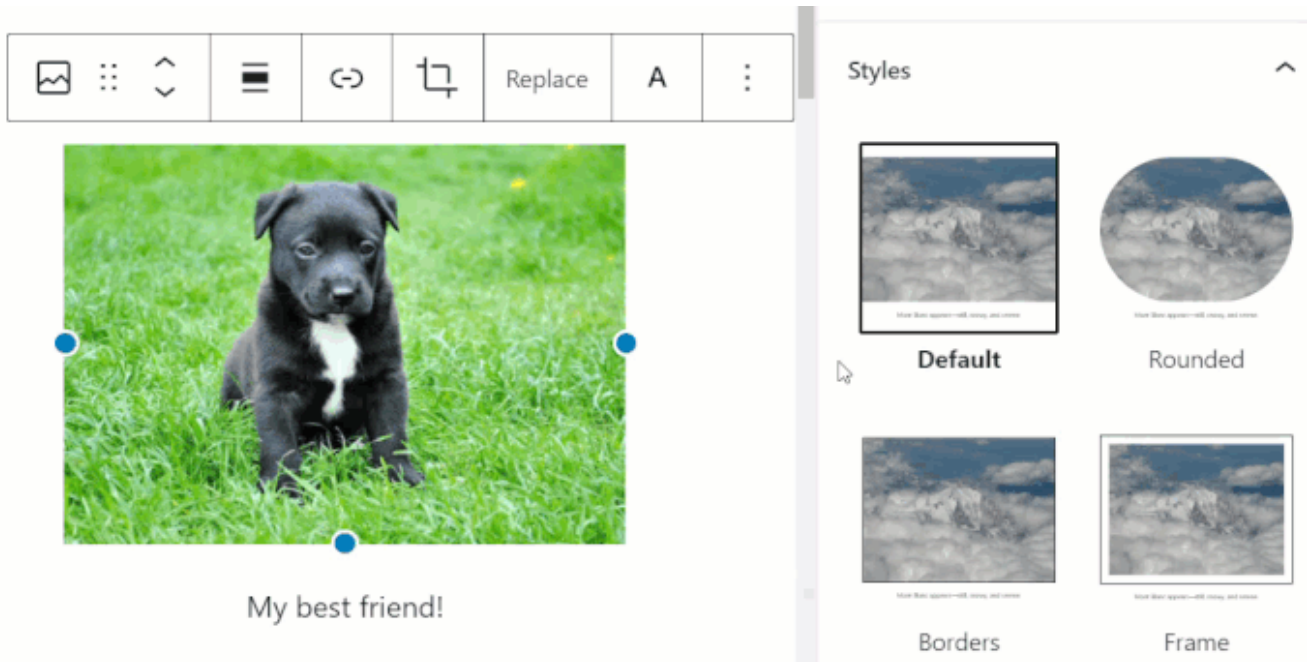 Replace
A
My best friend!
Styles
Default
Rounded
Borders
Frame